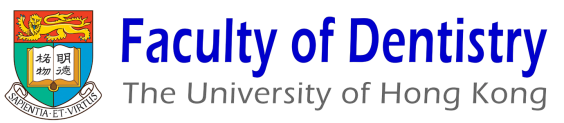 Faculty of Dentistry
The University of Hong Kong
明德
格物
SAPIENTIA·ET·VIRTUS